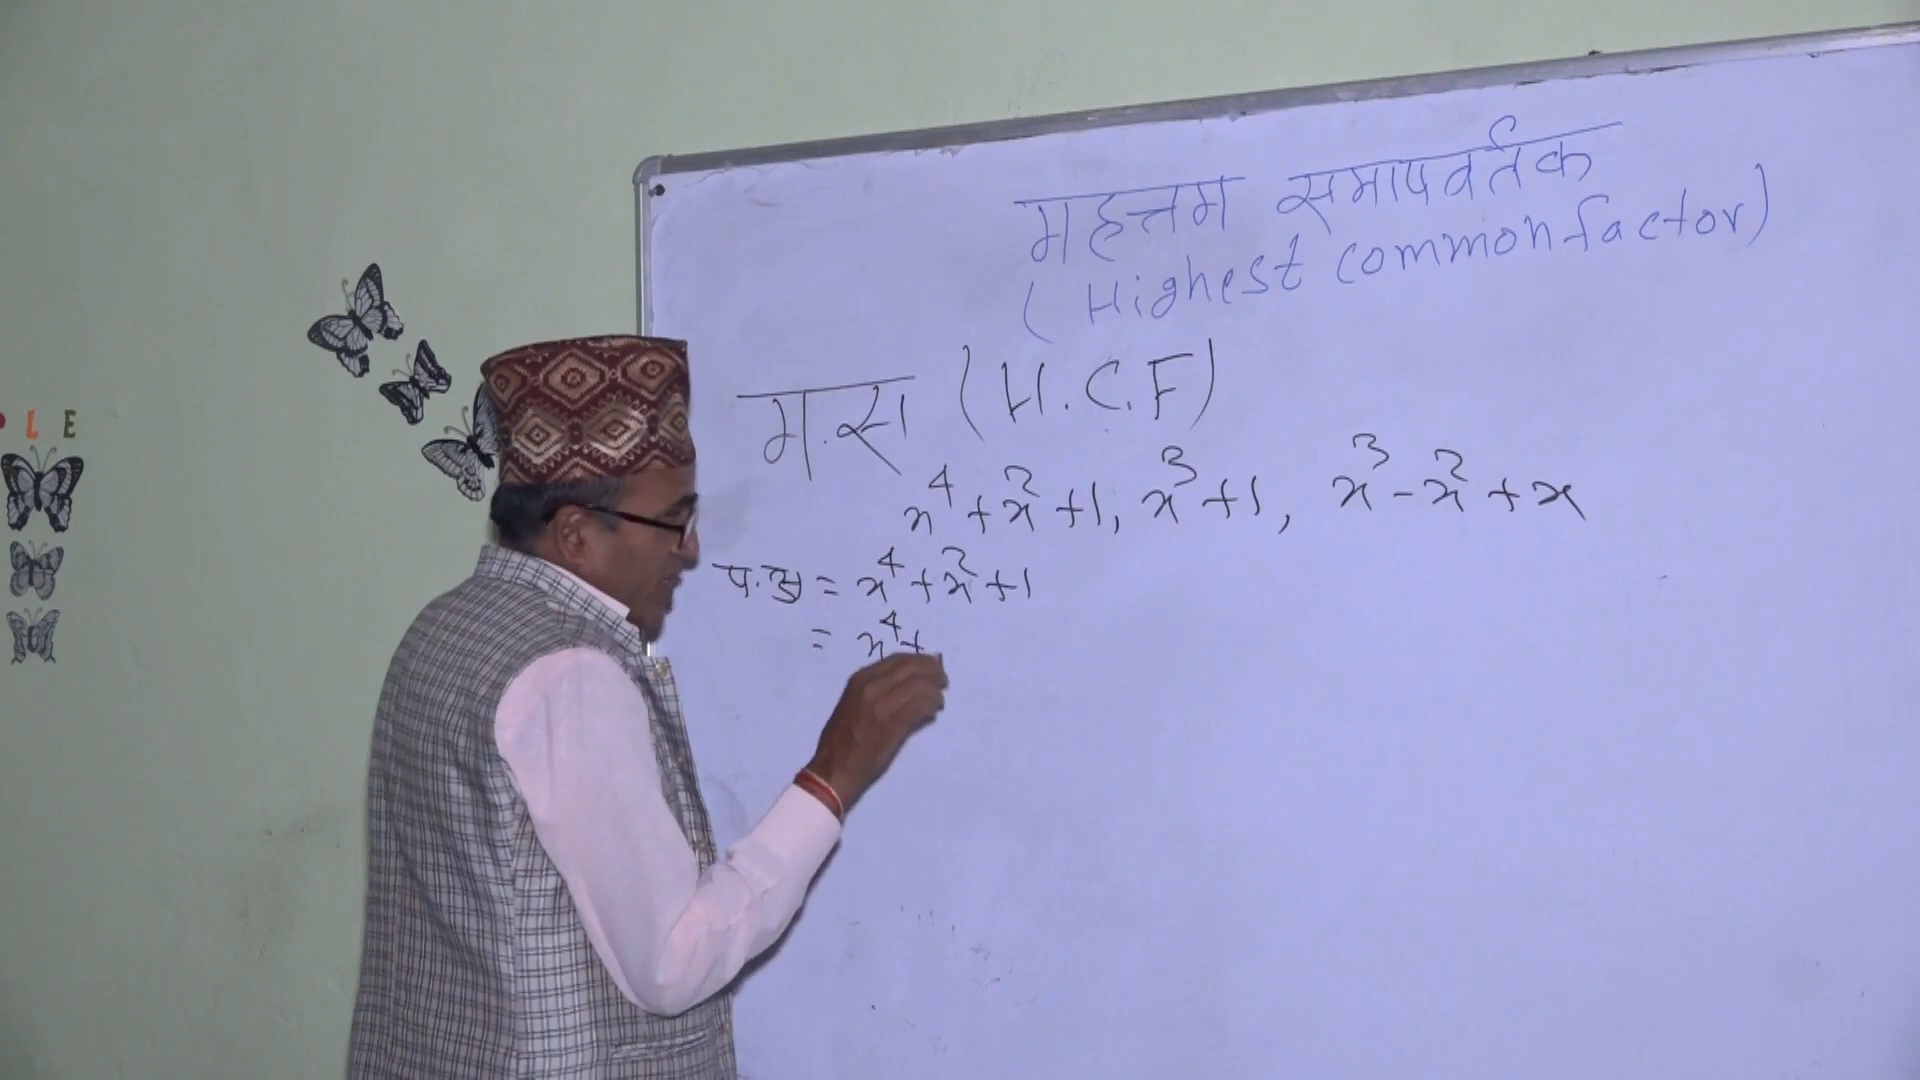 महत्तम समापवर्तक
(Highest common factor)
म.स (H.C.F)
x⁴+x²+1, x³+1, x³-x²+x
प.अ = x⁴+x²+1
= x⁴+
L E